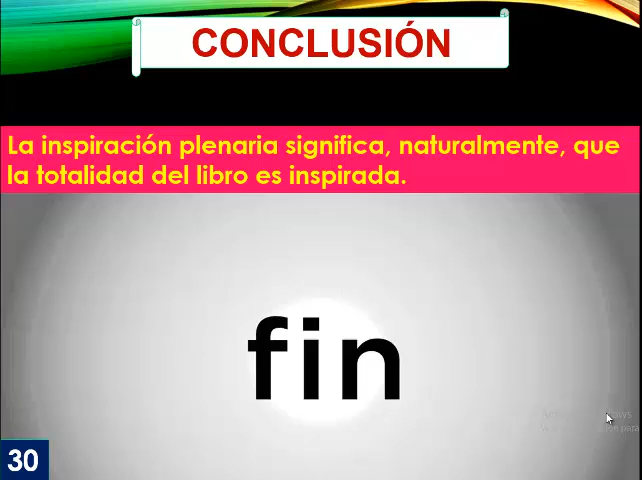 CONCLUSIÓN
La inspiración plenaria significa, naturalmente, que
la totalidad del libro es inspirada.
fin
30